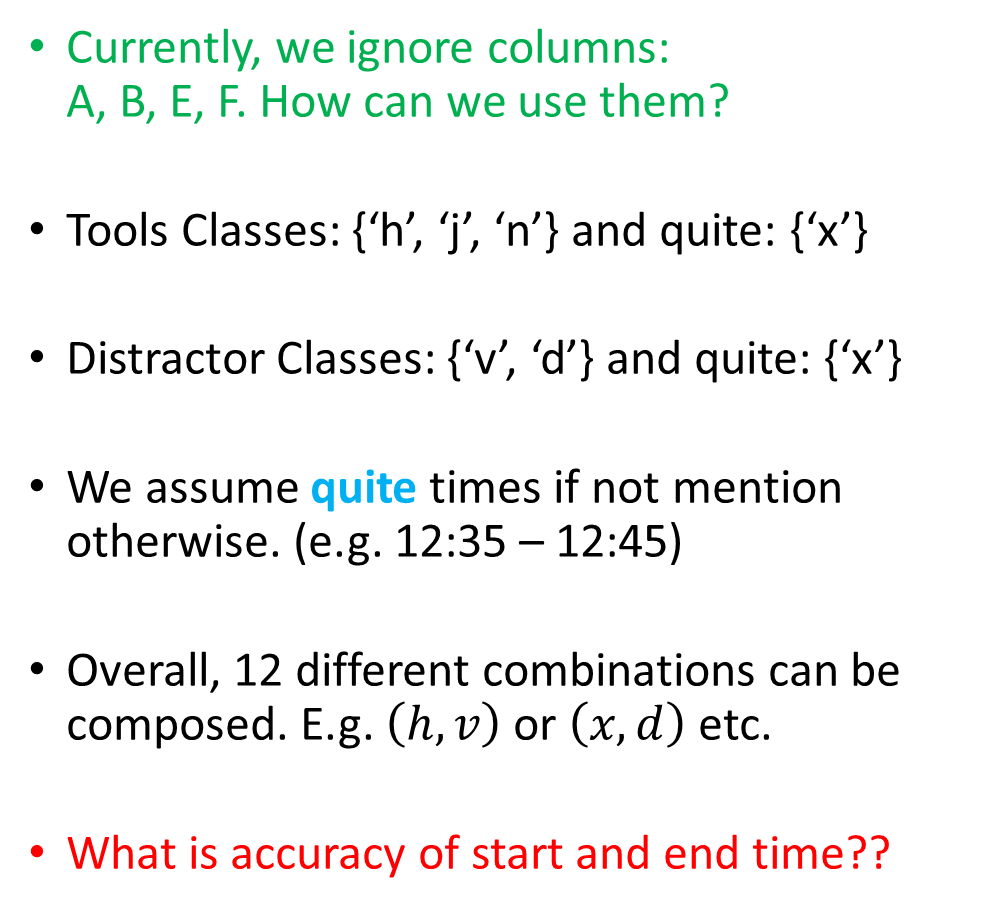 • Currently, we ignore columns:
A, B, E, F. How can we use them?
• Tools Classes: {‘h’, ‘j’, ‘n’} and quite: {‘x’}
• Distractor Classes: {‘v’, ‘d’} and quite: {‘x’}
• We assume quite times if not mention
otherwise. (e.g. 12:35 – 12:45)
• Overall, 12 different combinations can be
composed. E.g. (h, v) or (x, d) etc.
• What is accuracy of start and end time??